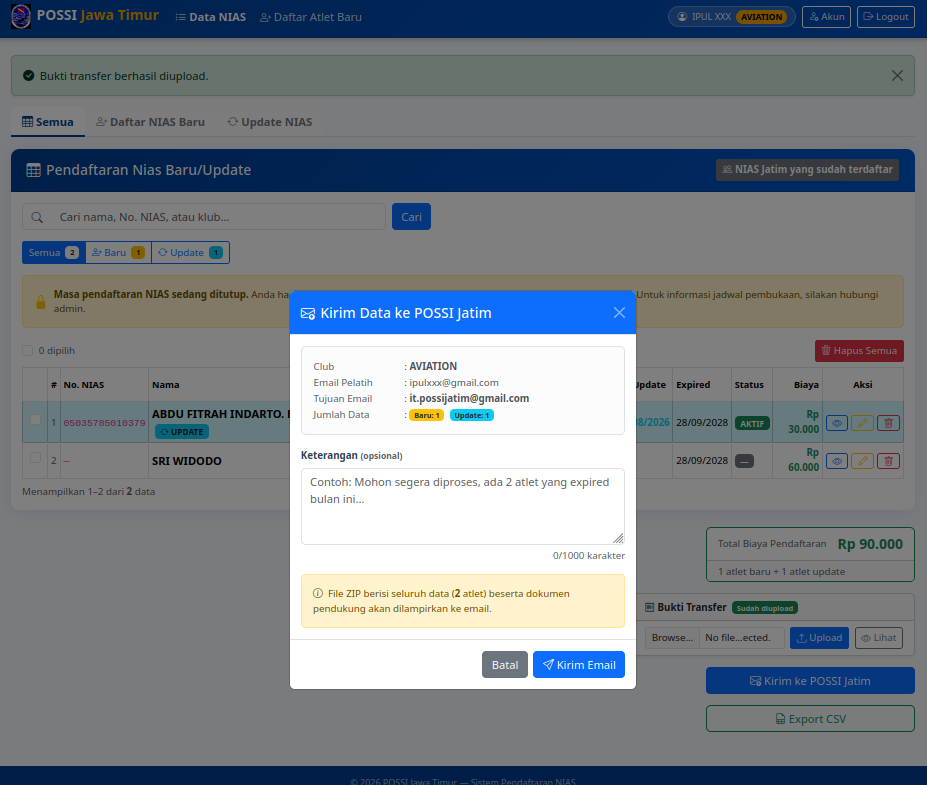 POSSI Jawa Timur
Data NIAS
Daftar Atlet Baru
IPUL XXX AVIATION
Akun
Logout
Bukti transfer berhasil diupload.
Semua
Daftar NIAS Baru
Update NIAS
Pendaftaran Nias Baru/Update
NIAS Jatim yang sudah terdaftar
Cari nama, No. NIAS, atau klub...
Cari
Semua 2
Baru 1
Update 1
Masa pendaftaran NIAS sedang ditutup. Anda ha
Untuk informasi jadwal pembukaan, silakan hubungi
admin.
0 dipilih
Hapus Semua
# No. NIAS Nama
Update Expired Status Biaya Aksi
1 05035785010379 ABDU FITRAH INDARTO.
UPDATE
8/2026 28/09/2028 AKTIF Rp
30.000
2 — SRI WIDODO
28/09/2028 — Rp
60.000
Menampilkan 1–2 dari 2 data
Kirim Data ke POSSI Jatim
Club : AVIATION
Email Pelatih : ipulxxx@gmail.com
Tujuan Email : it.possijatim@gmail.com
Jumlah Data : Baru: 1 Update: 1
Keterangan (opsional)
Contoh: Mohon segera diproses, ada 2 atlet yang expired
bulan ini...
0/1000 karakter
File ZIP berisi seluruh data (2 atlet) beserta dokumen
pendukung akan dilampirkan ke email.
Batal
Kirim Email
Total Biaya Pendaftaran Rp 90.000
1 atlet baru + 1 atlet update
Bukti Transfer Sudah diupload
Browse... No file...ected.
Upload
Lihat
Kirim ke POSSI Jatim
Export CSV
© 2026 POSSI Jawa Timur — Sistem Pendaftaran NIAS